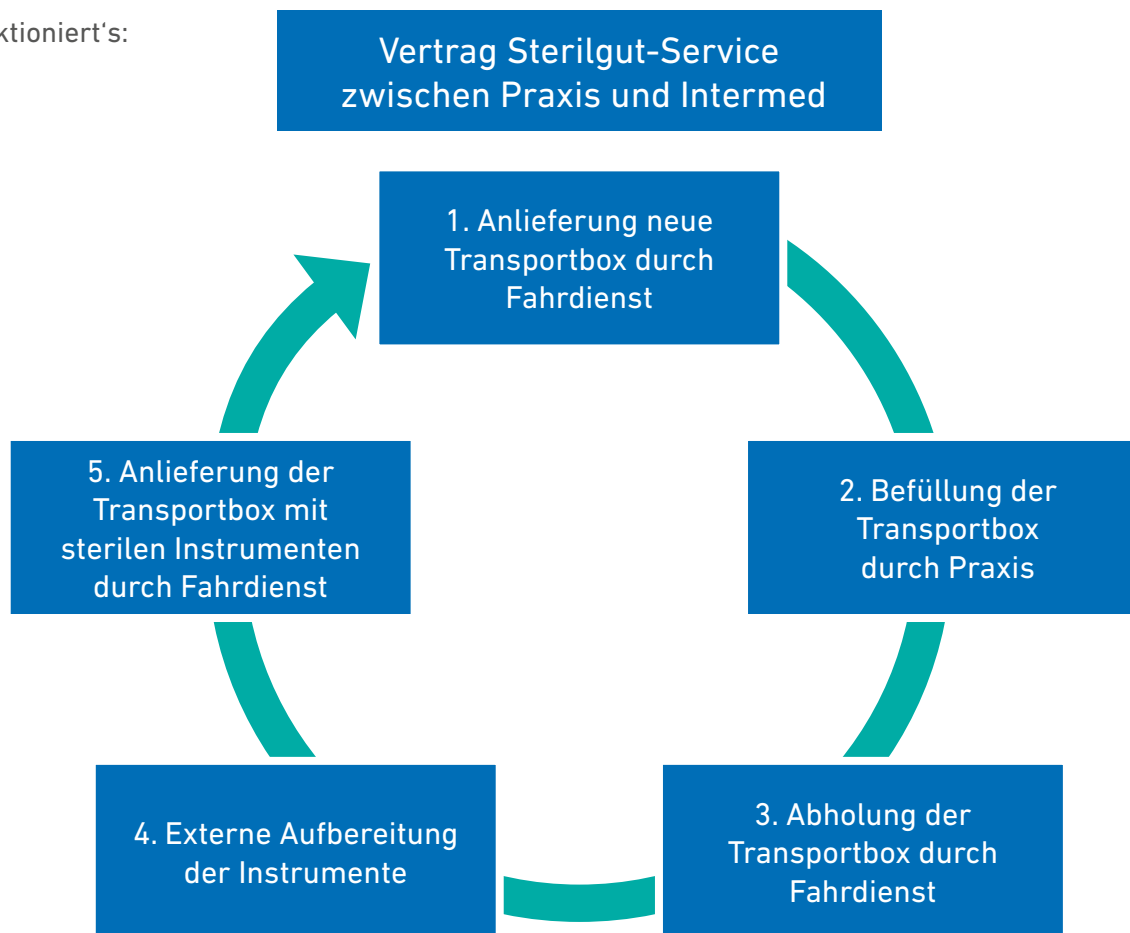 ktioniert‘s:
Vertrag Sterilgut-Service
zwischen Praxis und Intermed
1. Anlieferung neue
Transportbox durch
Fahrdienst
2. Befüllung der
Transportbox
durch Praxis
3. Abholung der
Transportbox durch
Fahrdienst
4. Externe Aufbereitung
der Instrumente
5. Anlieferung der
Transportbox mit
sterilen Instrumenten
durch Fahrdienst